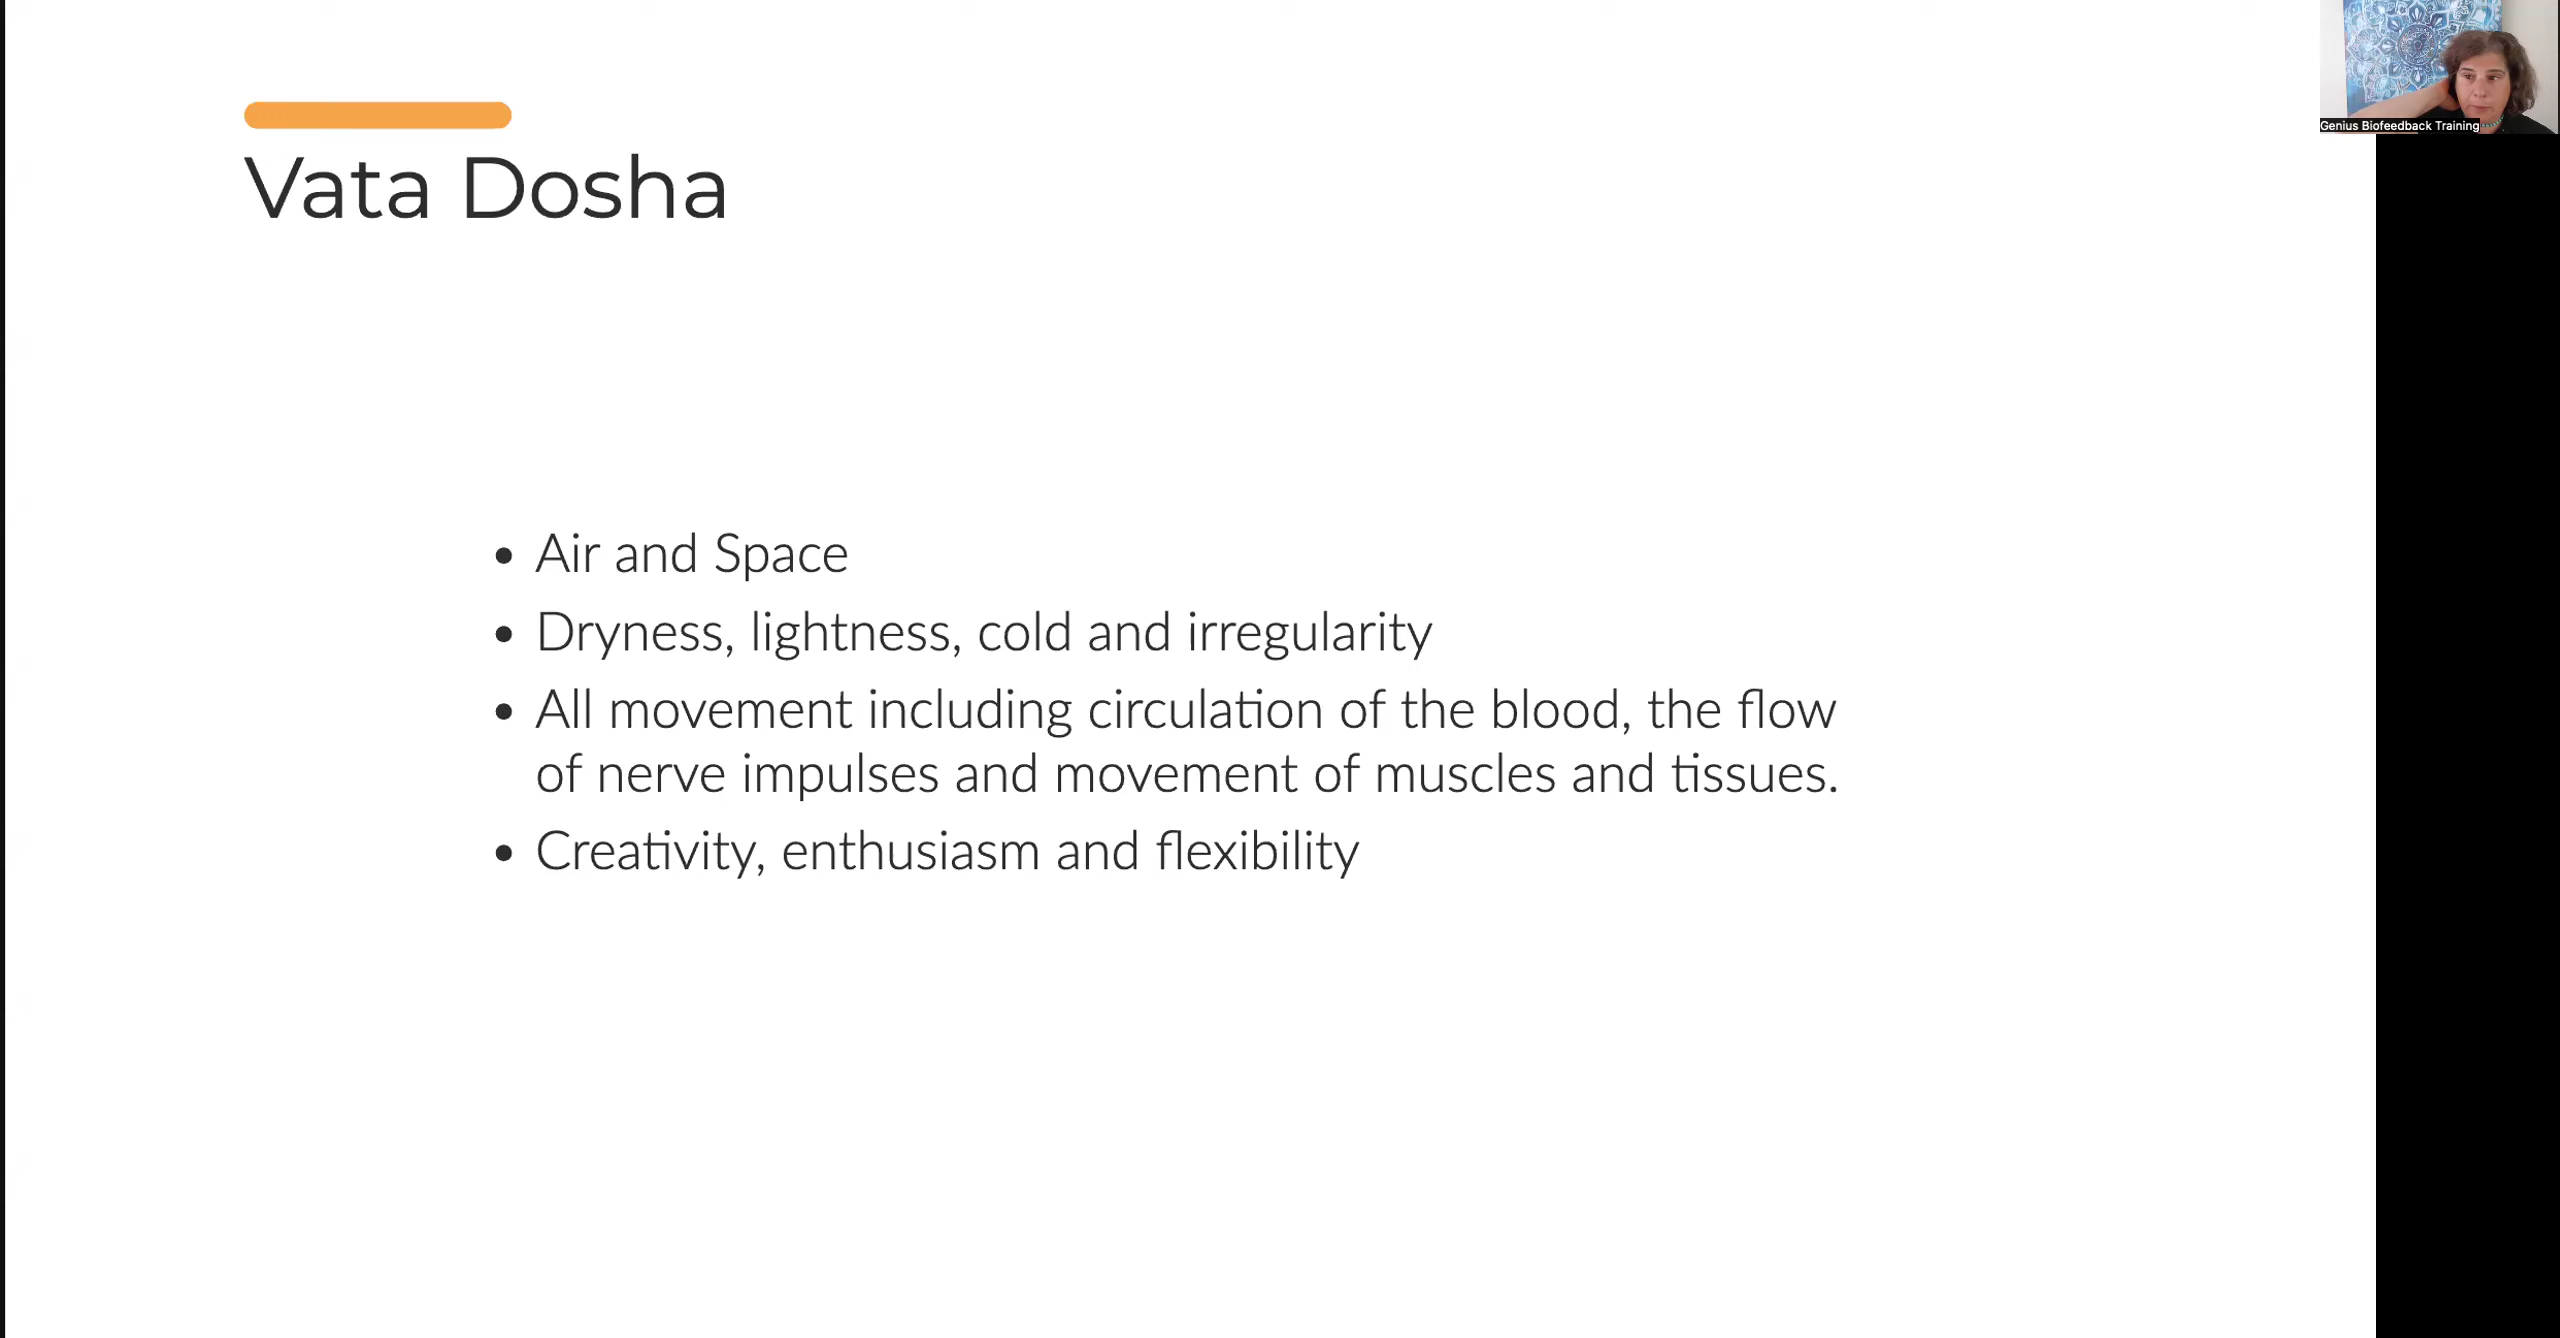 Genius Biofeedback Training
Vata Dosha
• Air and Space
• Dryness, lightness, cold and irregularity
• All movement including circulation of the blood, the flow
of nerve impulses and movement of muscles and tissues.
• Creativity, enthusiasm and flexibility